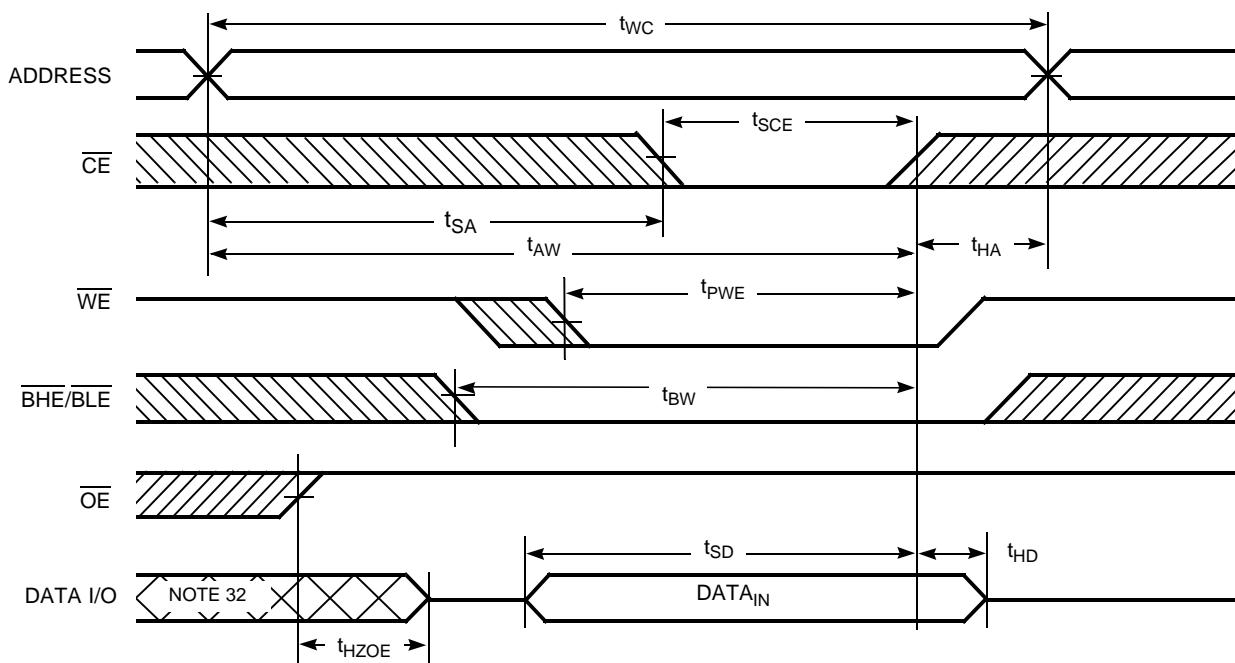 tWC
ADDRESS
tSCE
CE
tSA
tAW
tHA
WE
tPWE
BHE/BLE
tBW
OE
tSD
tHD
DATA I/O
NOTE 32
DATAIN
tHZOE